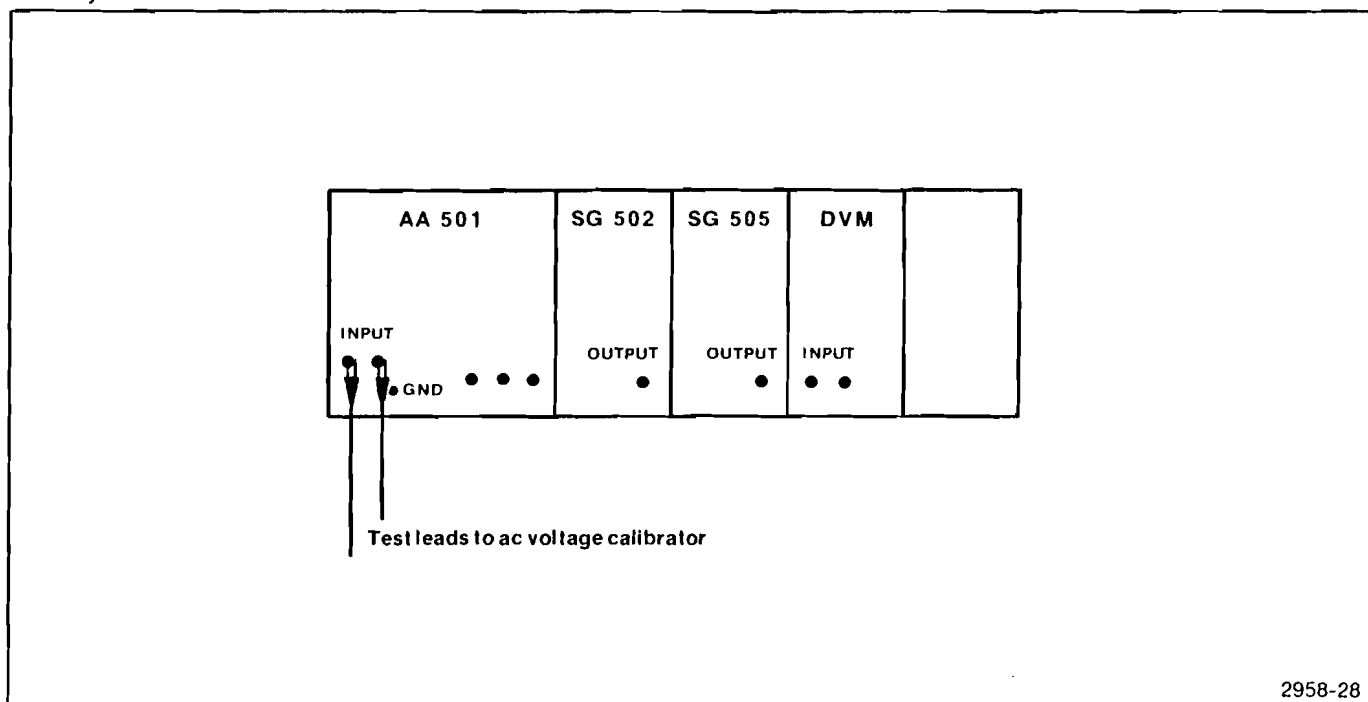 AA 501 SG 502 SG 505 DVM
INPUT
OUTPUT OUTPUT INPUT
GND
Test leads to ac voltage calibrator
2958-28